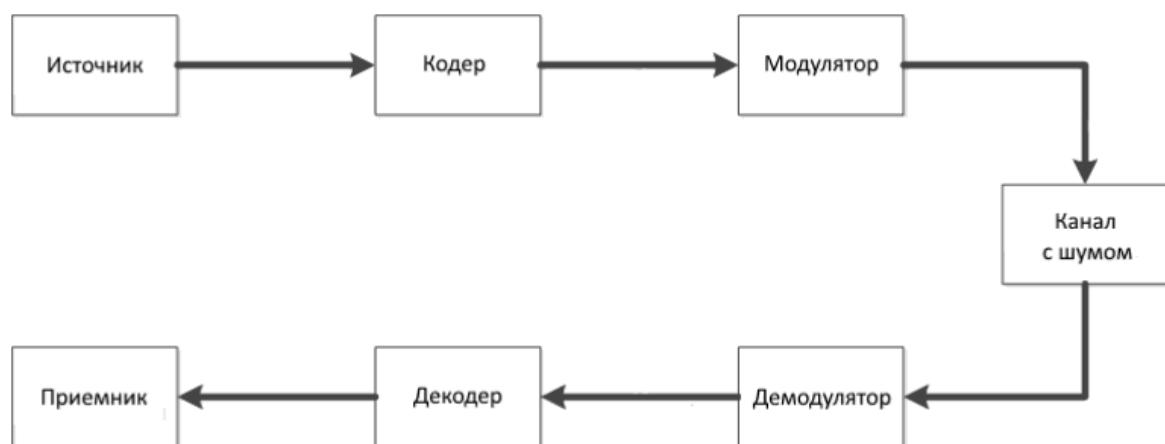 Источник
Кодер
Модулятор
Канал
с шумом
Демодулятор
Декодер
Приемник